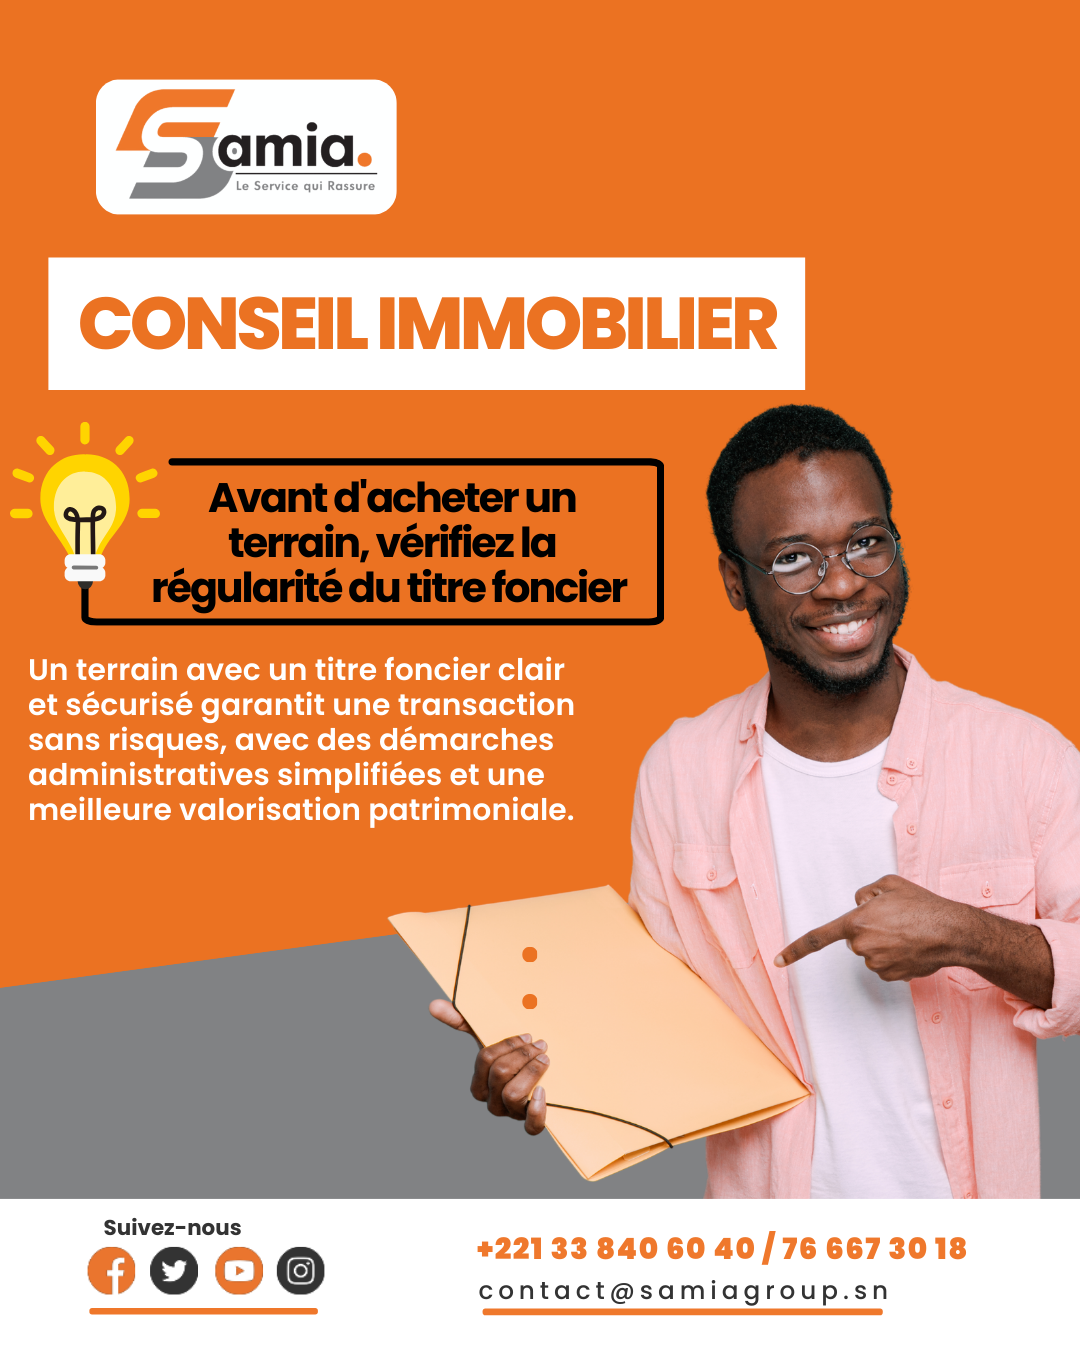 Samia.
Le Service qui Rassure
CONSEIL IMMOBILIER
Avant d'acheter un
terrain, vérifiez la
régularité du titre foncier
Un terrain avec un titre foncier clair
et sécurisé garantit une transaction
sans risques, avec des démarches
administratives simplifiées et une
meilleure valorisation patrimoniale.
Suivez-nous
+221 33 840 60 40 / 76 667 30 18
contact@samiagroup.sn